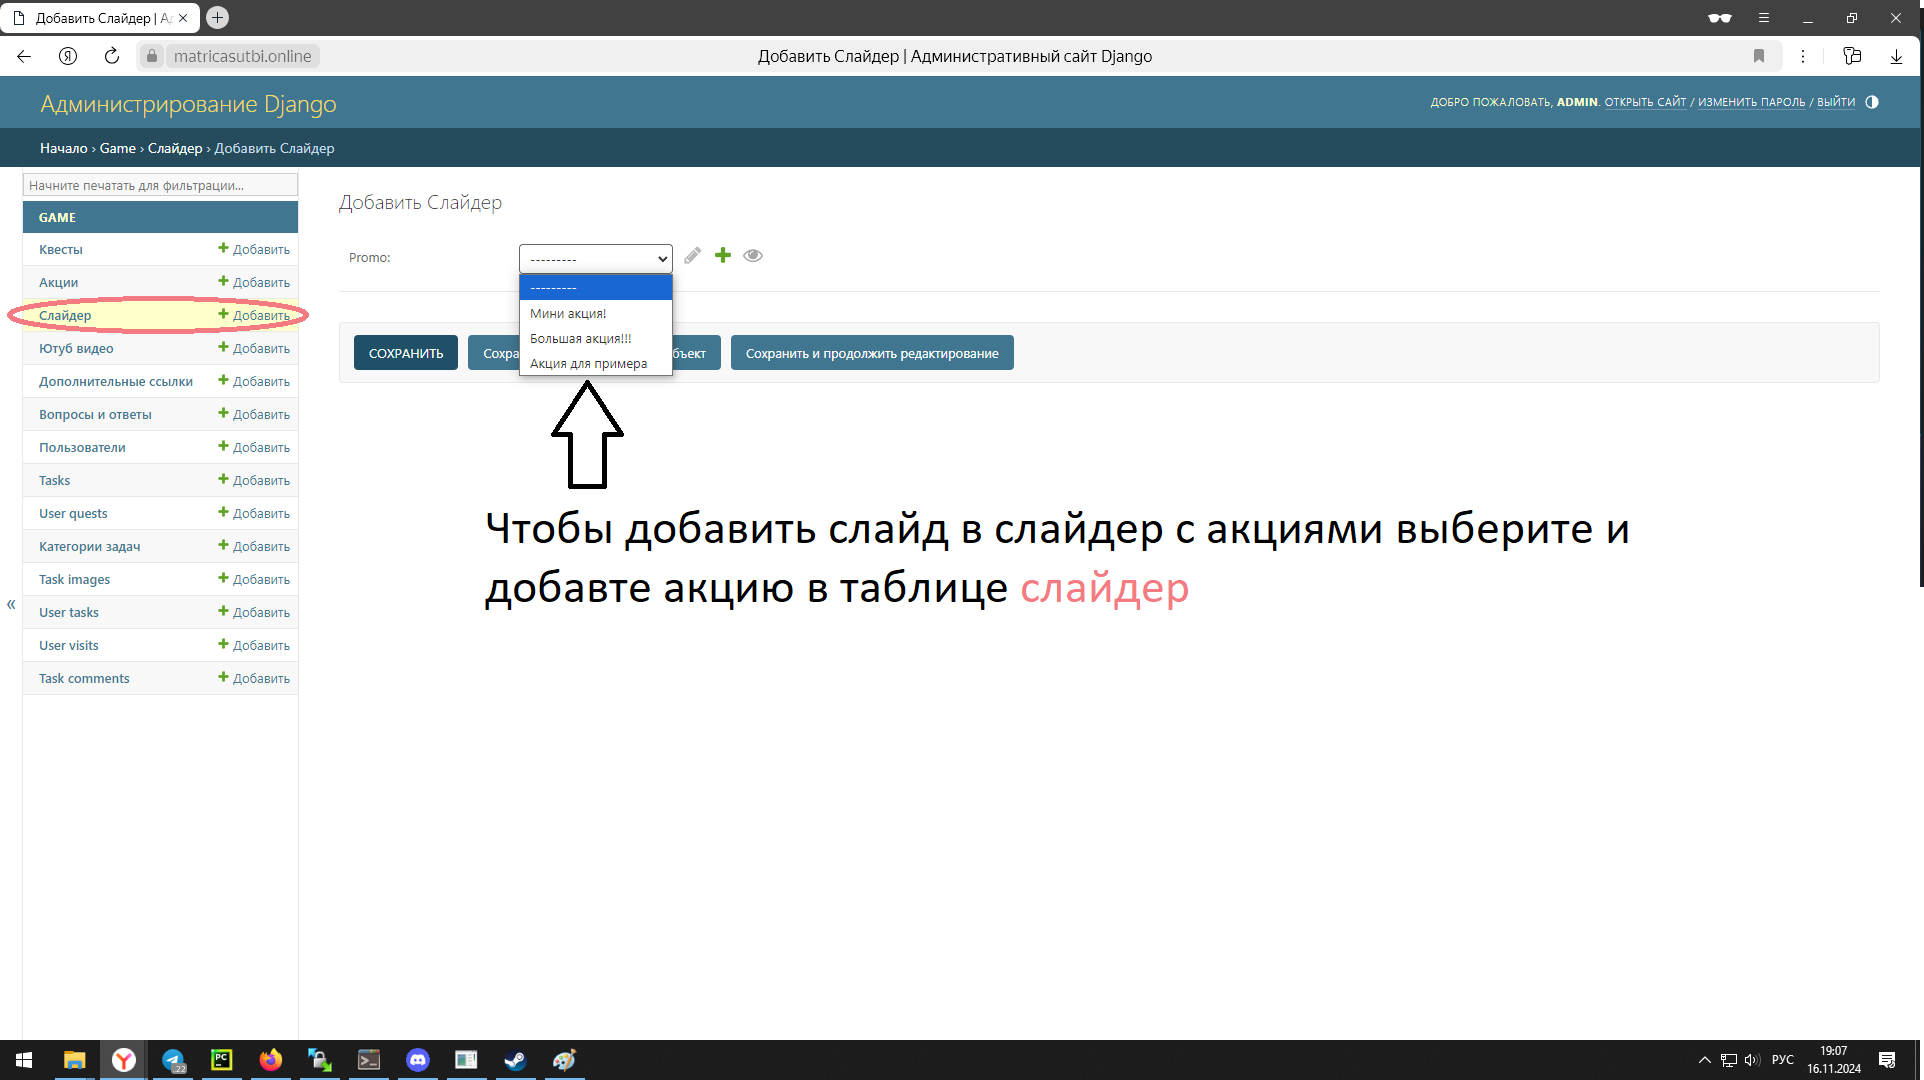 Добавить Слайдер | Ад
matricasutbi.online
Добавить Слайдер | Административный сайт Django
Администрирование Django
ДОБРО ПОЖАЛОВАТЬ, ADMIN. ОТКРЫТЬ САЙТ / ИЗМЕНИТЬ ПАРОЛЬ / ВЫЙТИ
Начало › Game › Слайдер › Добавить Слайдер
Начните печатать для фильтрации...
GAME
Квесты Добавить
Акции Добавить
Слайдер Добавить
Ютуб видео Добавить
Дополнительные ссылки Добавить
Вопросы и ответы Добавить
Пользователи Добавить
Tasks Добавить
User quests Добавить
Категории задач Добавить
Task images Добавить
User tasks Добавить
User visits Добавить
Task comments Добавить
«
Добавить Слайдер
Promo: ---------
---------
Мини акция!
Большая акция!!!
Акция для примера
СОХРАНИТЬ Сохра бъект Сохранить и продолжить редактирование
Чтобы добавить слайд в слайдер с акциями выберите и
добавте акцию в таблице слайдер
22
PC
РУС
19:07
16.11.2024